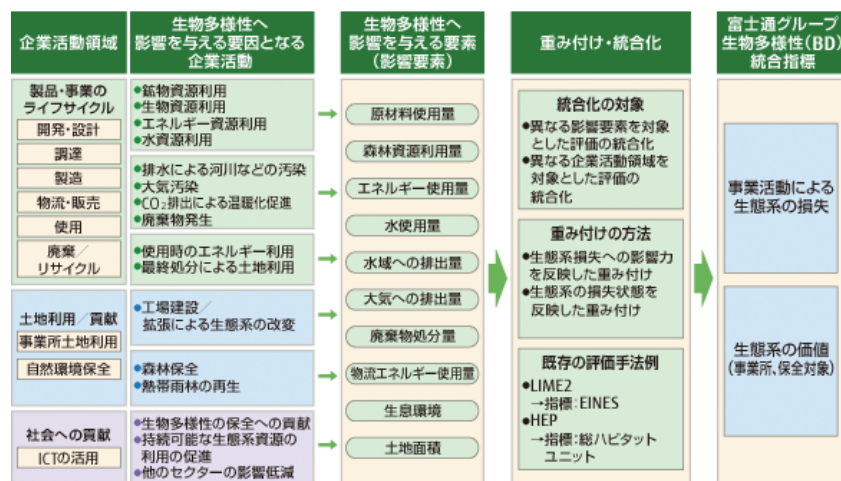 企業活動領域
生物多様性へ
影響を与える要因となる
企業活動
生物多様性へ
影響を与える要素
(影響要素)
重み付け・統合化
富士通グループ
生物多様性(BD)
統合指標
製品・事業の
ライフサイクル
開発・設計
調達
製造
物流・販売
使用
廃棄／
リサイクル
●鉱物資源利用
●生物資源利用
●エネルギー資源利用
●水資源利用
●排水による河川などの汚染
●大気汚染
●CO₂排出による温暖化促進
●廃棄物発生
●使用時のエネルギー利用
●最終処分による土地利用
土地利用／貢献
事業所土地利用
自然環境保全
●工場建設／
拡張による生態系の改変
●森林保全
●熱帯雨林の再生
社会への貢献
ICTの活用
●生物多様性の保全への貢献
●持続可能な生態系資源の
利用の促進
●他のセクターの影響低減
原材料使用量
森林資源利用量
エネルギー使用量
水使用量
水域への排出量
大気への排出量
廃棄物処分量
物流エネルギー使用量
生息環境
土地面積
統合化の対象
●異なる影響要素を対象
とした評価の統合化
●異なる企業活動領域を
対象とした評価の
統合化
重み付けの方法
●生態系損失への影響力
を反映した重み付け
●生態系の損失状態を
反映した重み付け
既存の評価手法例
●LIME2
→指標：EINES
●HEP
→指標：総ハビタット
ユニット
事業活動による
生態系の損失
生態系の価値
(事業所、保全対象)